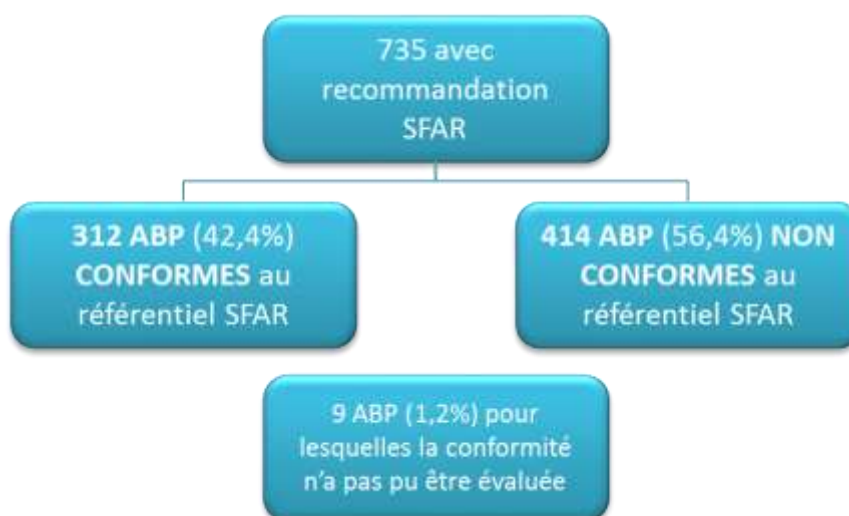 735 avec
recommandation
SFAR
312 ABP (42,4%)
CONFORMES au
référentiel SFAR
414 ABP (56,4%) NON
CONFORMES au
référentiel SFAR
9 ABP (1,2%) pour
lesquelles la conformité
n'a pas pu être évaluée